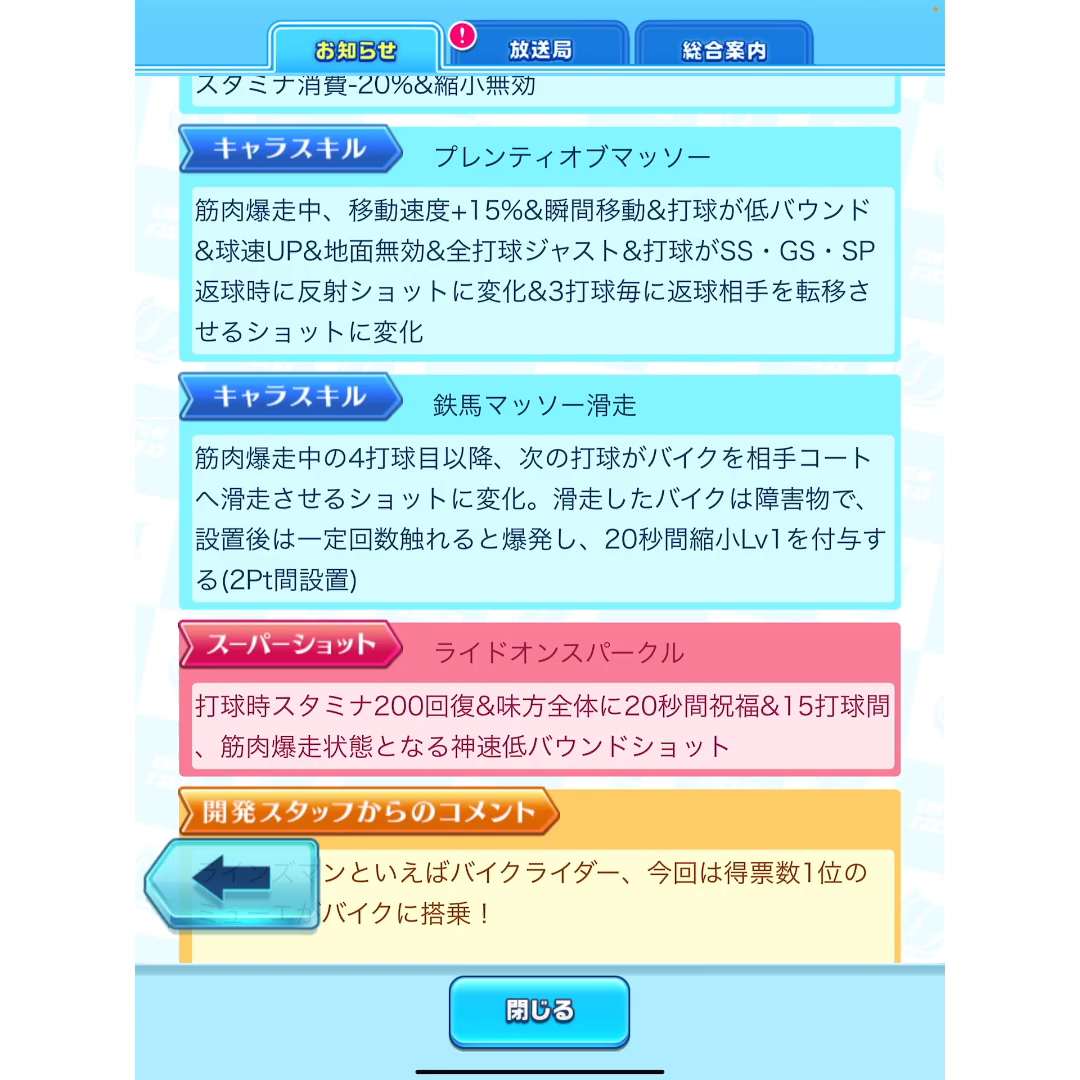 お知らせ
!
放送局
総合案内
スタミナ消費-20%&縮小無効
キャラスキル
プレンティオブマッソー
筋肉爆走中、移動速度+15%&瞬間移動&打球が低バウンド
&球速UP&地面無効&全打球ジャスト&打球がSS・GS・SP
返球時に反射ショットに変化&3打球毎に返球相手を転移さ
せるショットに変化
キャラスキル
鉄馬マッソー滑走
筋肉爆走中の4打球目以降、次の打球がバイクを相手コート
へ滑走させるショットに変化。滑走したバイクは障害物で、
設置後は一定回数触れると爆発し、20秒間縮小Lv1を付与す
る(2Pt間設置)
スーパーショット
ライドオンスパークル
打球時スタミナ200回復&味方全体に20秒間祝福&15打球間
、筋肉爆走状態となる神速低バウンドショット
開発スタッフからのコメント
ラインズマンといえばバイクライダー、今回は得票数1位の
ミューエがバイクに搭乗！
閉じる